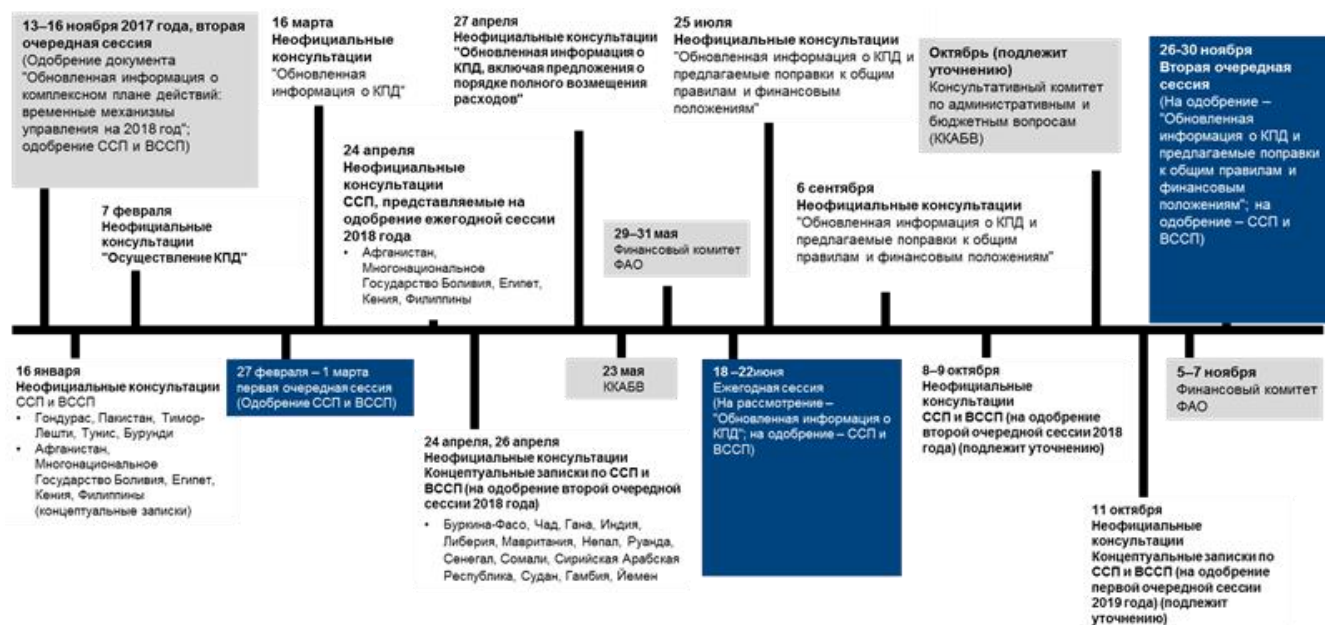 13–16 ноября 2017 года, вторая
очередная сессия
(Одобрение документа
"Обновленная информация о
комплексном плане действий:
временные механизмы
управления на 2018 год";
одобрение ССП и ВССП)
7 февраля
Неофициальные
консультации
"Осуществление КПД"
16 марта
Неофициальные
консультации
"Обновленная
информация о КПД"
24 апреля
Неофициальные
консультации
ССП, представляемые на
одобрение ежегодной сессии
2018 года
• Афганистан,
Многонациональное
Государство Боливия, Египет,
Кения, Филиппины
27 апреля
Неофициальные консультации
"Обновленная информация о
КПД, включая предложения о
порядке полного возмещения
расходов"
29–31 мая
Финансовый комитет
ФАО
25 июля
Неофициальные консультации
"Обновленная информация о КПД и
предлагаемые поправки к общим
правилам и финансовым
положениям"
6 сентября
Неофициальные консультации
"Обновленная информация о КПД и
предлагаемые поправки к общим
правилам и финансовым положениям"
Октябрь (подлежит
уточнению)
Консультативный комитет
по административным и
бюджетным вопросам
(ККАБВ)
26-30 ноября
Вторая очередная
сессия
(На одобрение –
"Обновленная
информация о КПД и
предлагаемые поправки
к общим правилам и
финансовым
положениям"; на
одобрение – ССП и
ВССП)
16 января
Неофициальные консультации
ССП и ВССП
• Гондурас, Пакистан, Тимор-
Лешти, Тунис, Бурунди
• Афганистан,
Многонациональное
Государство Боливия, Египет,
Кения, Филиппины
(концептуальные записки)
27 февраля – 1 марта
первая очередная сессия
(Одобрение ССП и ВССП)
24 апреля, 26 апреля
Неофициальные консультации
Концептуальные записки по ССП и
ВССП (на одобрение второй очередной
сессии 2018 года)
• Буркина-Фасо, Чад, Гана, Индия,
Либерия, Мавритания, Непал, Руанда,
Сенегал, Сомали, Сирийская Арабская
Республика, Судан, Гамбия, Йемен
23 мая
ККАБВ
18 –22июня
Ежегодная сессия
(На рассмотрение –
"Обновленная информация о
КПД"; на одобрение – ССП и
ВССП)
8–9 октября
Неофициальные
консультации
ССП и ВССП (на одобрение
второй очередной сессии 2018
года) (подлежит уточнению)
11 октября
Неофициальные
консультации
Концептуальные записки по
ССП и ВССП (на одобрение
первой очередной сессии
2019 года) (подлежит
уточнению)
5–7 ноября
Финансовый комитет
ФАО